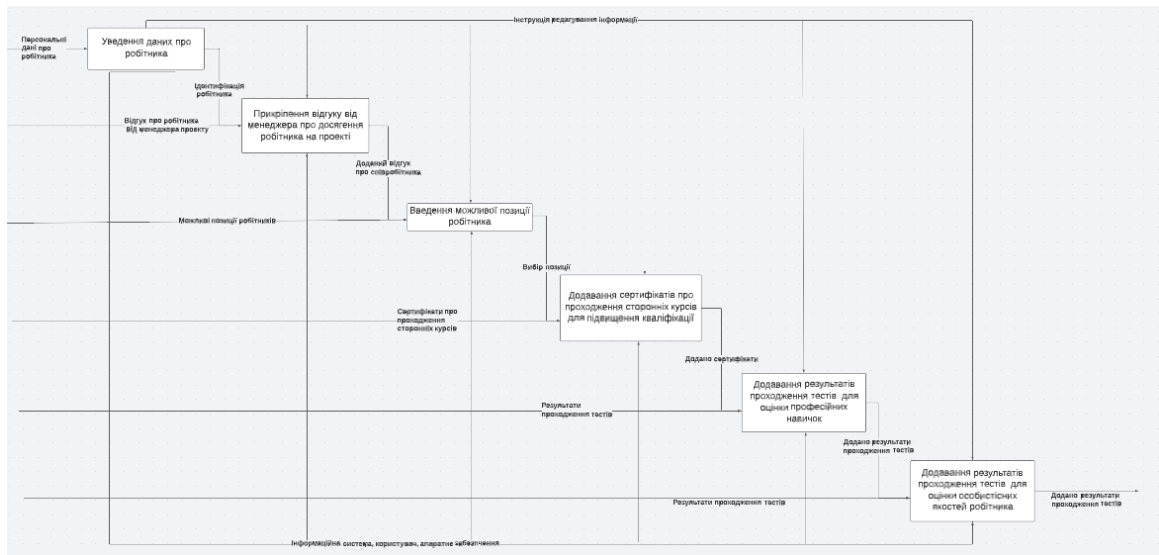 Інструкція редагування інформації
Персональні
дані про
робітника
Уведення даних про
робітника
Ідентифікація
робітника
Відгук про робітника
від менеджера проекту
Прикріплення відгуку від
менеджера про досягення
робітника на проекті
Доданий відгук
про співробітника
Можливі позиції робітників
Введення можливої позиції
робітника
Вибір позиції
Сертифікати про
проходження
сторонніх курсів
Додавання сертифікатів про
проходження сторонніх курсів
для підвищення кваліфікації
Додано сертифікати
Результати
проходження тестів
Додавання результатів
проходження тестів для
оцінки професійних
навичок
Додано результати
проходження тестів
Результати проходження тестів
Додавання результатів
проходження тестів для
оцінки особистісних
якостей робітника
Додано результати
проходження тестів
Інформаційна система, користувач, апаратне забезпечення